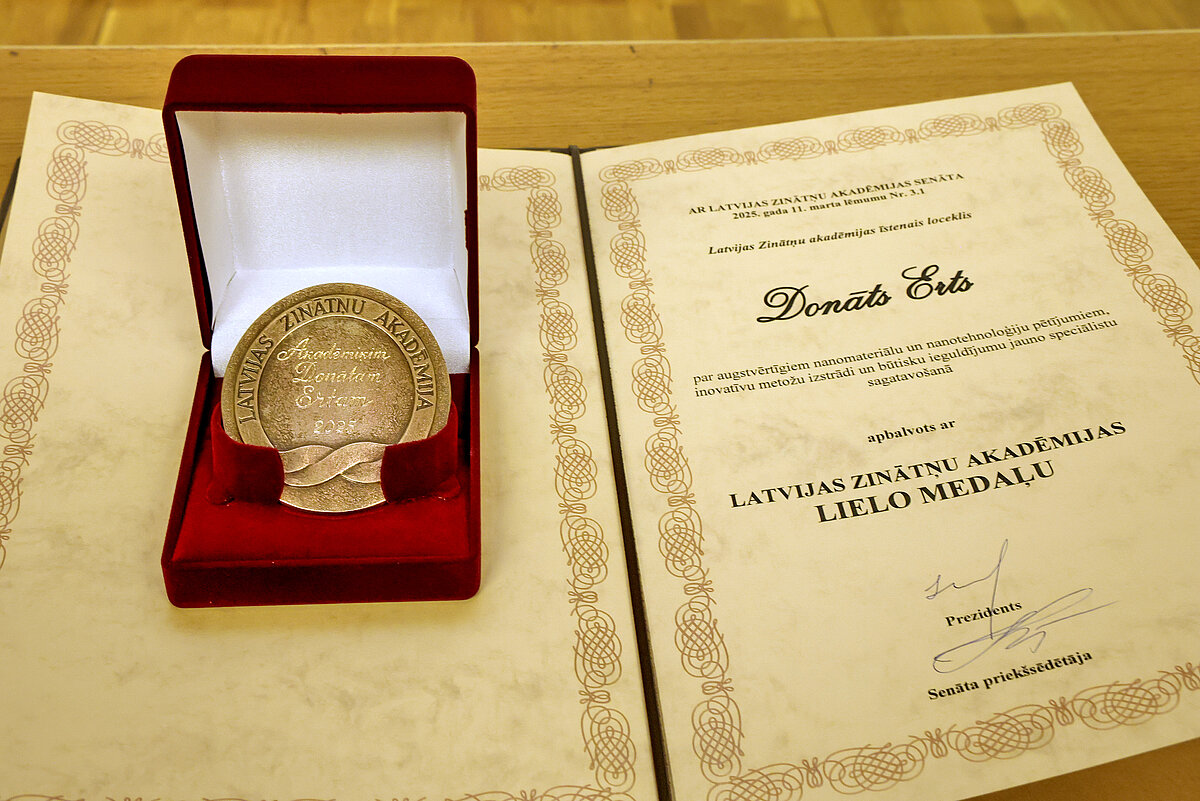 LATVIJAS ZINĀTŅU AKADĒMIJA
Akadēmiķim
Donātam
Ertam
2025
AR LATVIJAS ZINĀTŅU AKADĒMIJAS SENĀTA
2025. gada 11. marta lēmumu Nr. 3.1
Latvijas Zinātņu akadēmijas īstenais loceklis
Donāts Erts
par augstvērtīgiem nanomateriālu un nanotehnoloģiju pētījumiem,
inovatīvu metožu izstrādi un būtisku ieguldījumu jauno speciālistu
sagatavošanā
apbalvots ar
LATVIJAS ZINĀTŅU AKADĒMIJAS
LIELO MEDAĻU
Prezidents
Senāta priekšsēdētāja